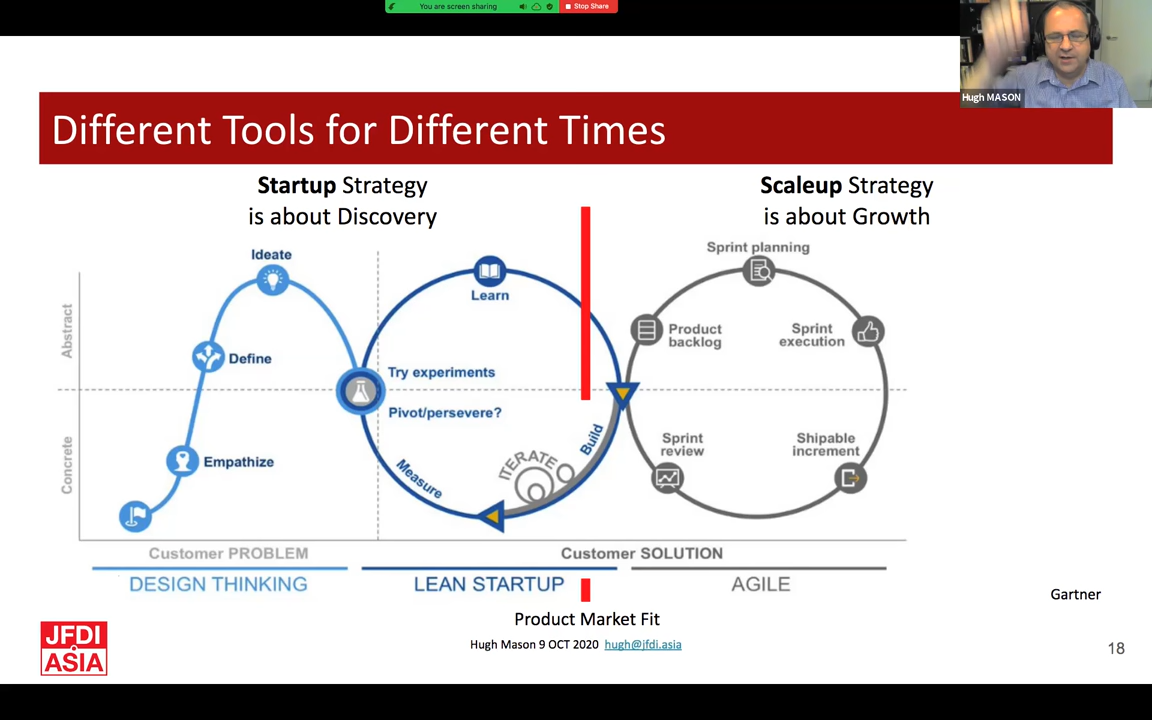 You are screen sharing
Stop Share
Hugh MASON
Different Tools for Different Times
Startup Strategy
is about Discovery
Scaleup Strategy
is about Growth
Abstract
Concrete
Ideate
Define
Empathize
Learn
Try experiments
Pivot/persevere?
Measure
ITERATE
Build
Sprint planning
Product
backlog
Sprint
execution
Sprint
review
Shipable
increment
Customer PROBLEM
Customer SOLUTION
DESIGN THINKING
LEAN STARTUP
AGILE
Gartner
Product Market Fit
Hugh Mason 9 OCT 2020 hugh@jfdi.asia
JFDI
ASIA
18